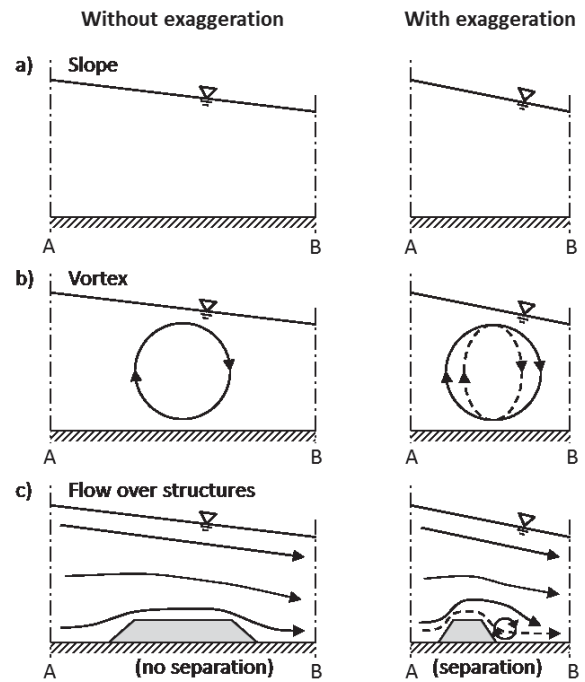 Without exaggeration With exaggeration
a) Slope
A B A B
b) Vortex
A B A B
c) Flow over structures
(no separation) (separation)
A B A B